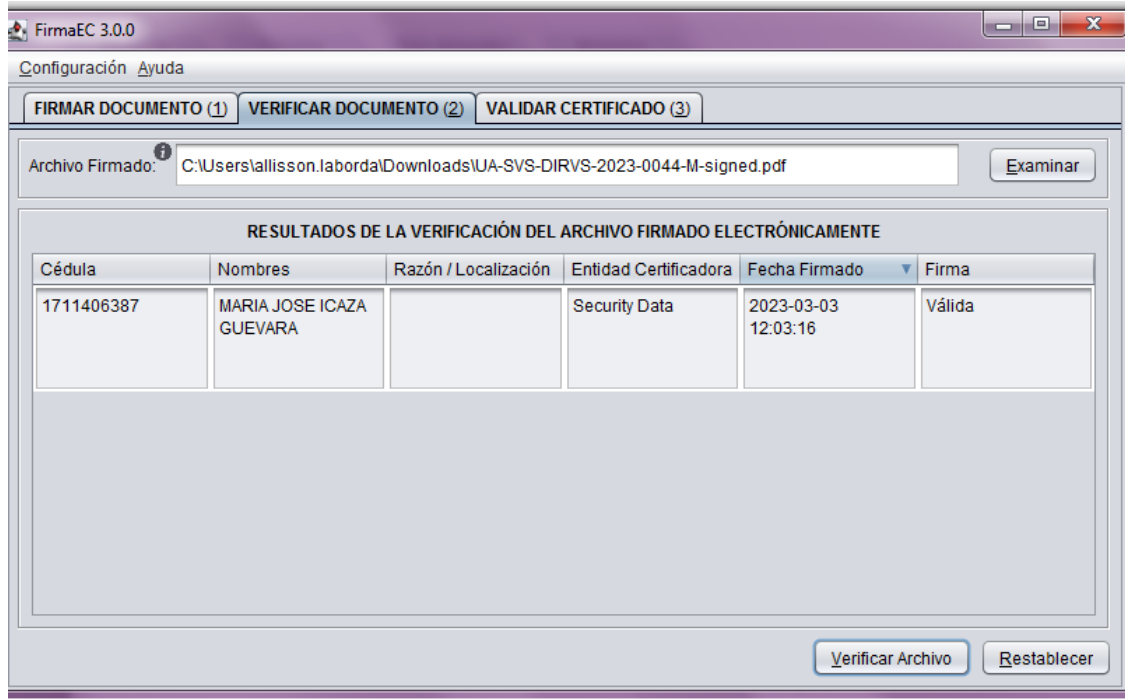 FirmaEC 3.0.0
Configuración Ayuda
FIRMAR DOCUMENTO (1) VERIFICAR DOCUMENTO (2) VALIDAR CERTIFICADO (3)
Archivo Firmado: C:\Users\allisson.laborda\Downloads\UA-SVS-DIRVS-2023-0044-M-signed.pdf Examinar
RESULTADOS DE LA VERIFICACIÓN DEL ARCHIVO FIRMADO ELECTRÓNICAMENTE
Cédula Nombres Razón / Localización Entidad Certificadora Fecha Firmado Firma
1711406387 MARIA JOSE ICAZA Security Data 2023-03-03 Válida
GUEVARA 12:03:16
Verificar Archivo Restablecer